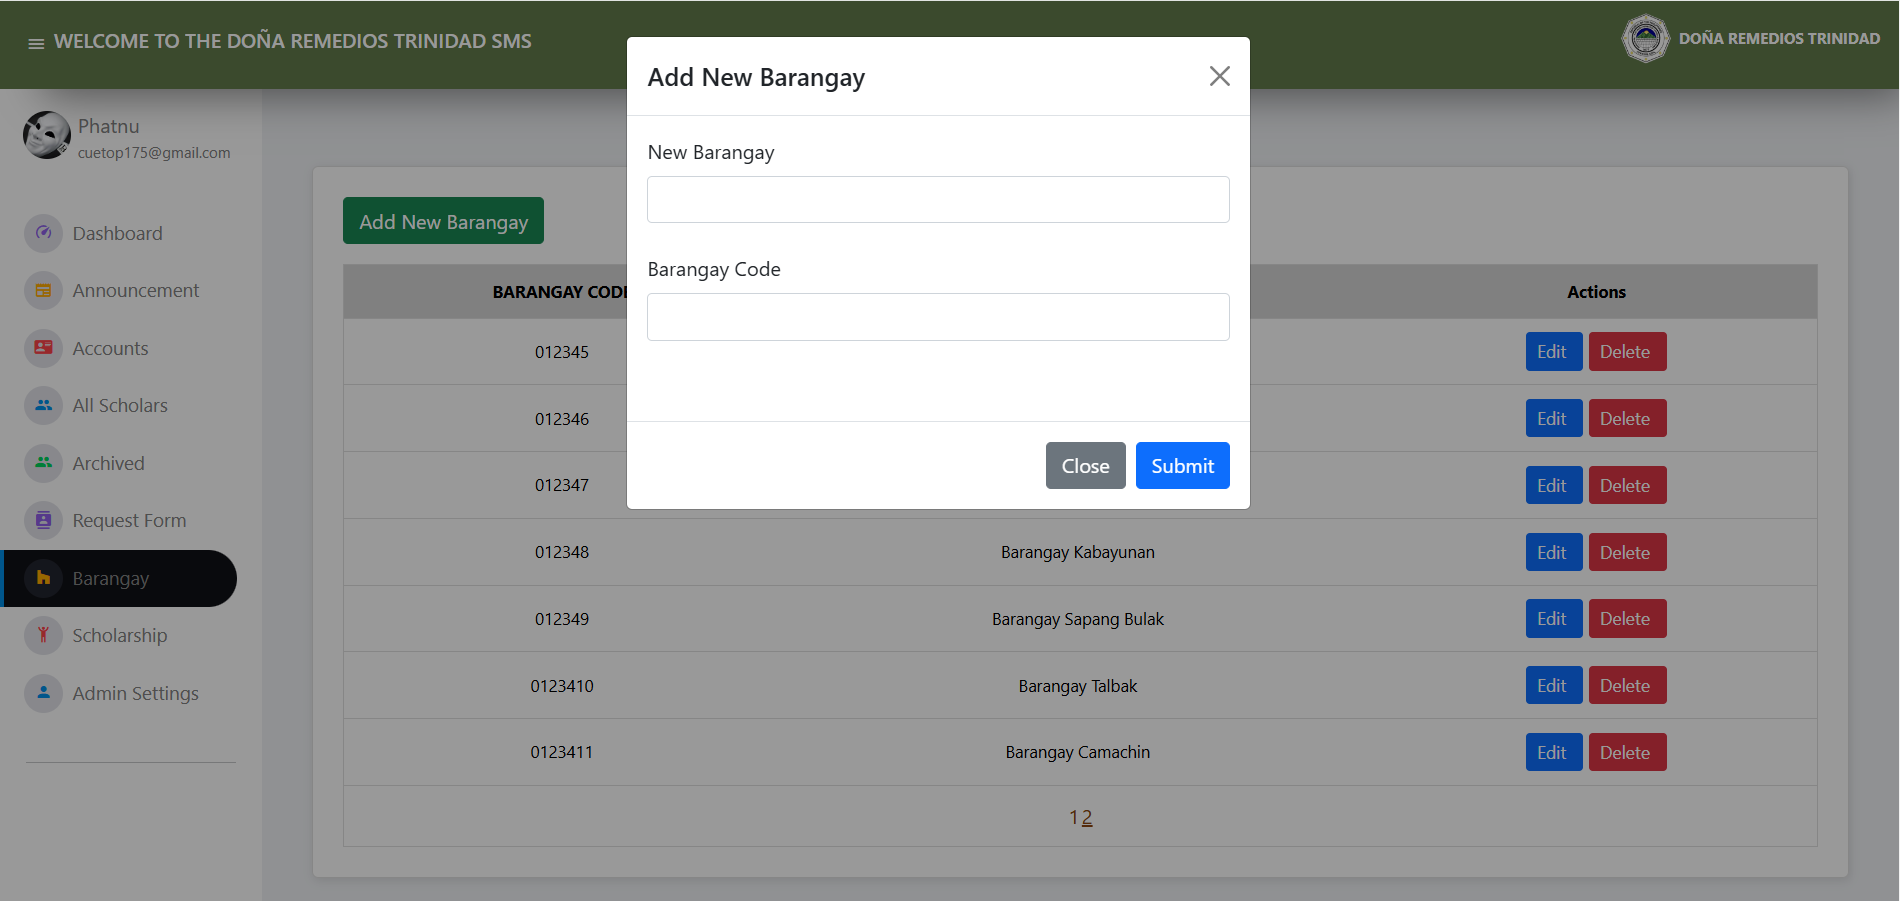 WELCOME TO THE DOÑA REMEDIOS TRINIDAD SMS
DOÑA REMEDIOS TRINIDAD
Phatnu
cuetop175@gmail.com
Dashboard
Announcement
Accounts
All Scholars
Archived
Request Form
Barangay
Scholarship
Admin Settings
Add New Barangay
New Barangay
Barangay Code
Close Submit
Add New Barangay
BARANGAY CODE Actions
012345 Edit Delete
012346 Edit Delete
012347 Edit Delete
012348 Barangay Kabayunan Edit Delete
012349 Barangay Sapang Bulak Edit Delete
0123410 Barangay Talbak Edit Delete
0123411 Barangay Camachin Edit Delete
1 2